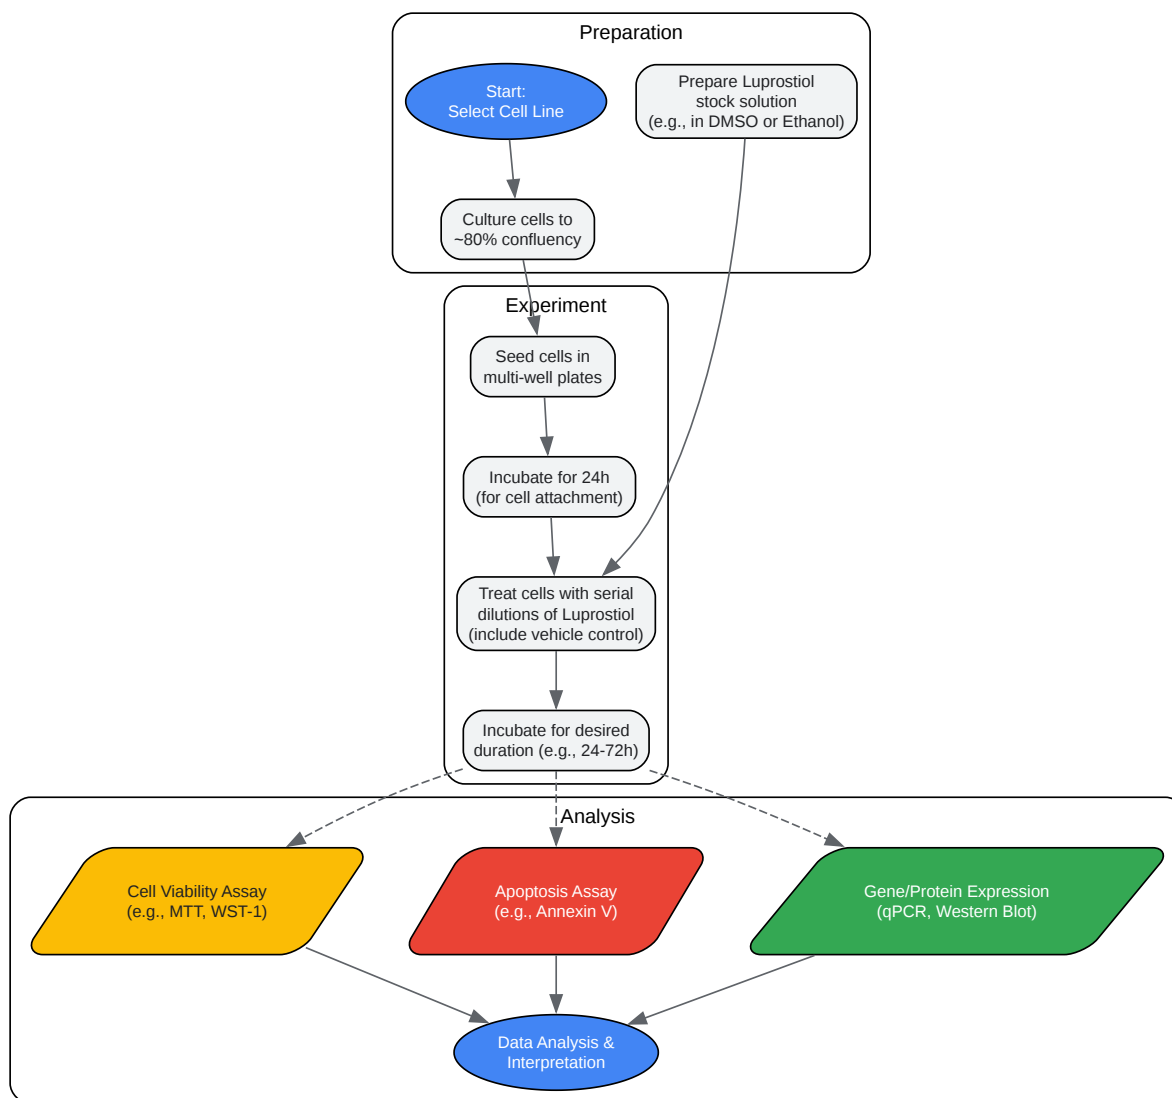 Preparation
Start:
Select Cell Line
Prepare Luprostiol
stock solution
(e.g., in DMSO or Ethanol)
Culture cells to
~80% confluency
Experiment
Seed cells in
multi-well plates
Incubate for 24h
(for cell attachment)
Treat cells with serial
dilutions of Luprostiol
(include vehicle control)
Incubate for desired
duration (e.g., 24-72h)
Analysis
Cell Viability Assay
(e.g., MTT, WST-1)
Apoptosis Assay
(e.g., Annexin V)
Gene/Protein Expression
(qPCR, Western Blot)
Data Analysis &
Interpretation